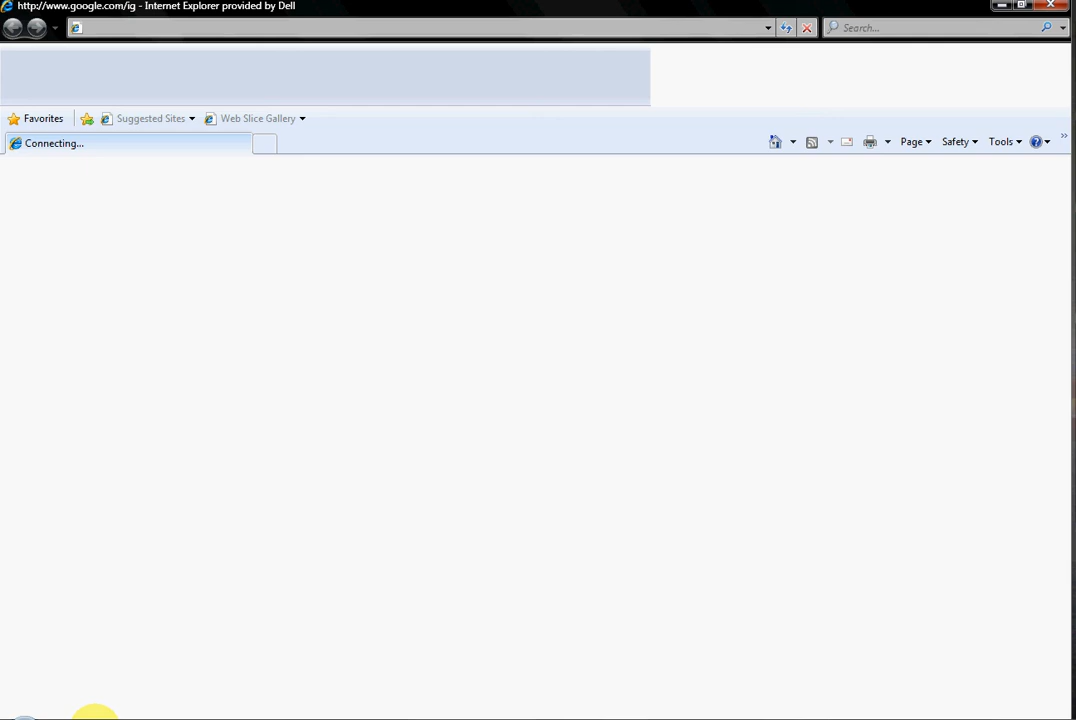 http://www.google.com/ig - Internet Explorer provided by Dell
Search...
Favorites Suggested Sites Web Slice Gallery
Connecting... Page Safety Tools